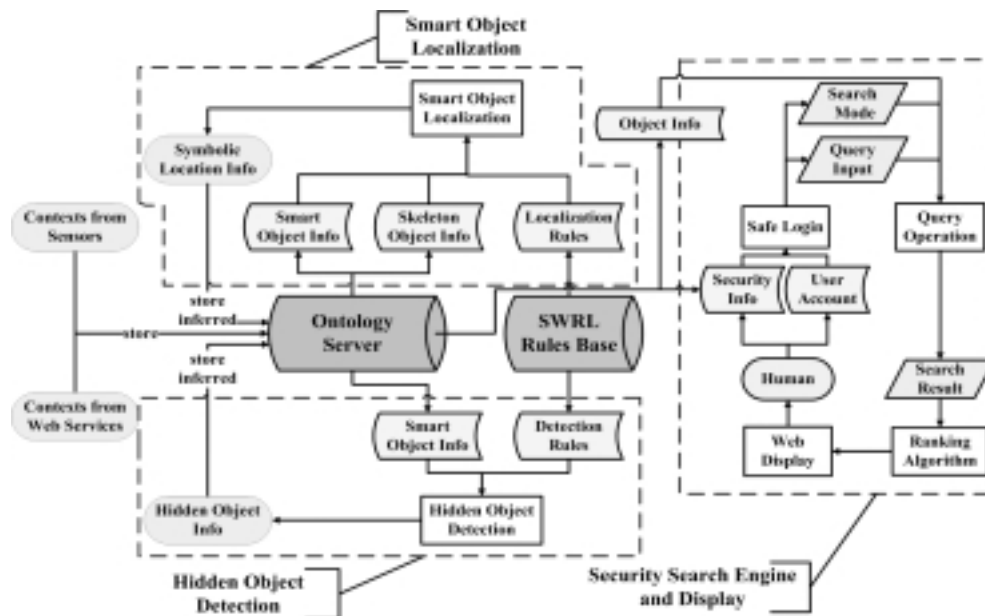 Smart Object
Localization
Smart Object
Localization
Search
Mode
Object Info
Symbolic
Location Info
Query
Input
Contexts from
Sensors
Smart
Object Info
Skeleton
Object Info
Localization
Rules
Safe Login
Query
Operation
Security
Info
User
Account
store
inferred
Ontology
Server
SWRL
Rules Base
store
store
inferred
Human
Search
Result
Contexts from
Web Services
Smart
Object Info
Detection
Rules
Web
Display
Ranking
Algorithm
Hidden Object
Info
Hidden Object
Detection
Hidden Object
Detection
Security Search Engine
and Display